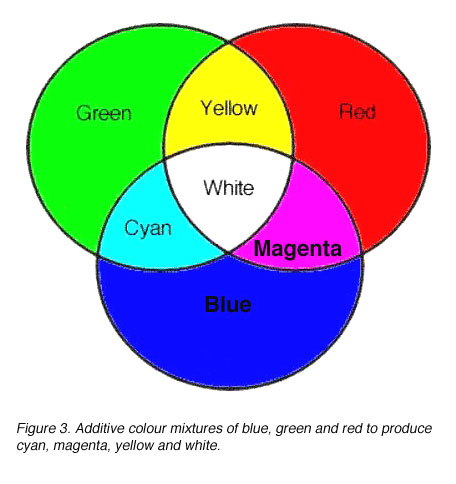 Green
Yellow
Red
White
Cyan
Magenta
Blue
Figure 3. Additive colour mixtures of blue, green and red to produce
cyan, magenta, yellow and white.